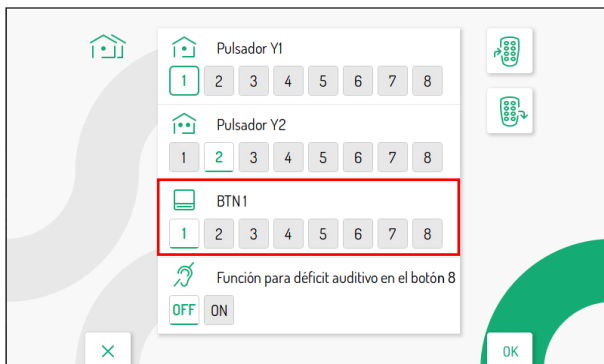 Pulsador Y1
1 2 3 4 5 6 7 8
Pulsador Y2
1 2 3 4 5 6 7 8
BTN 1
1 2 3 4 5 6 7 8
Función para déficit auditivo en el botón 8
OFF ON
OK